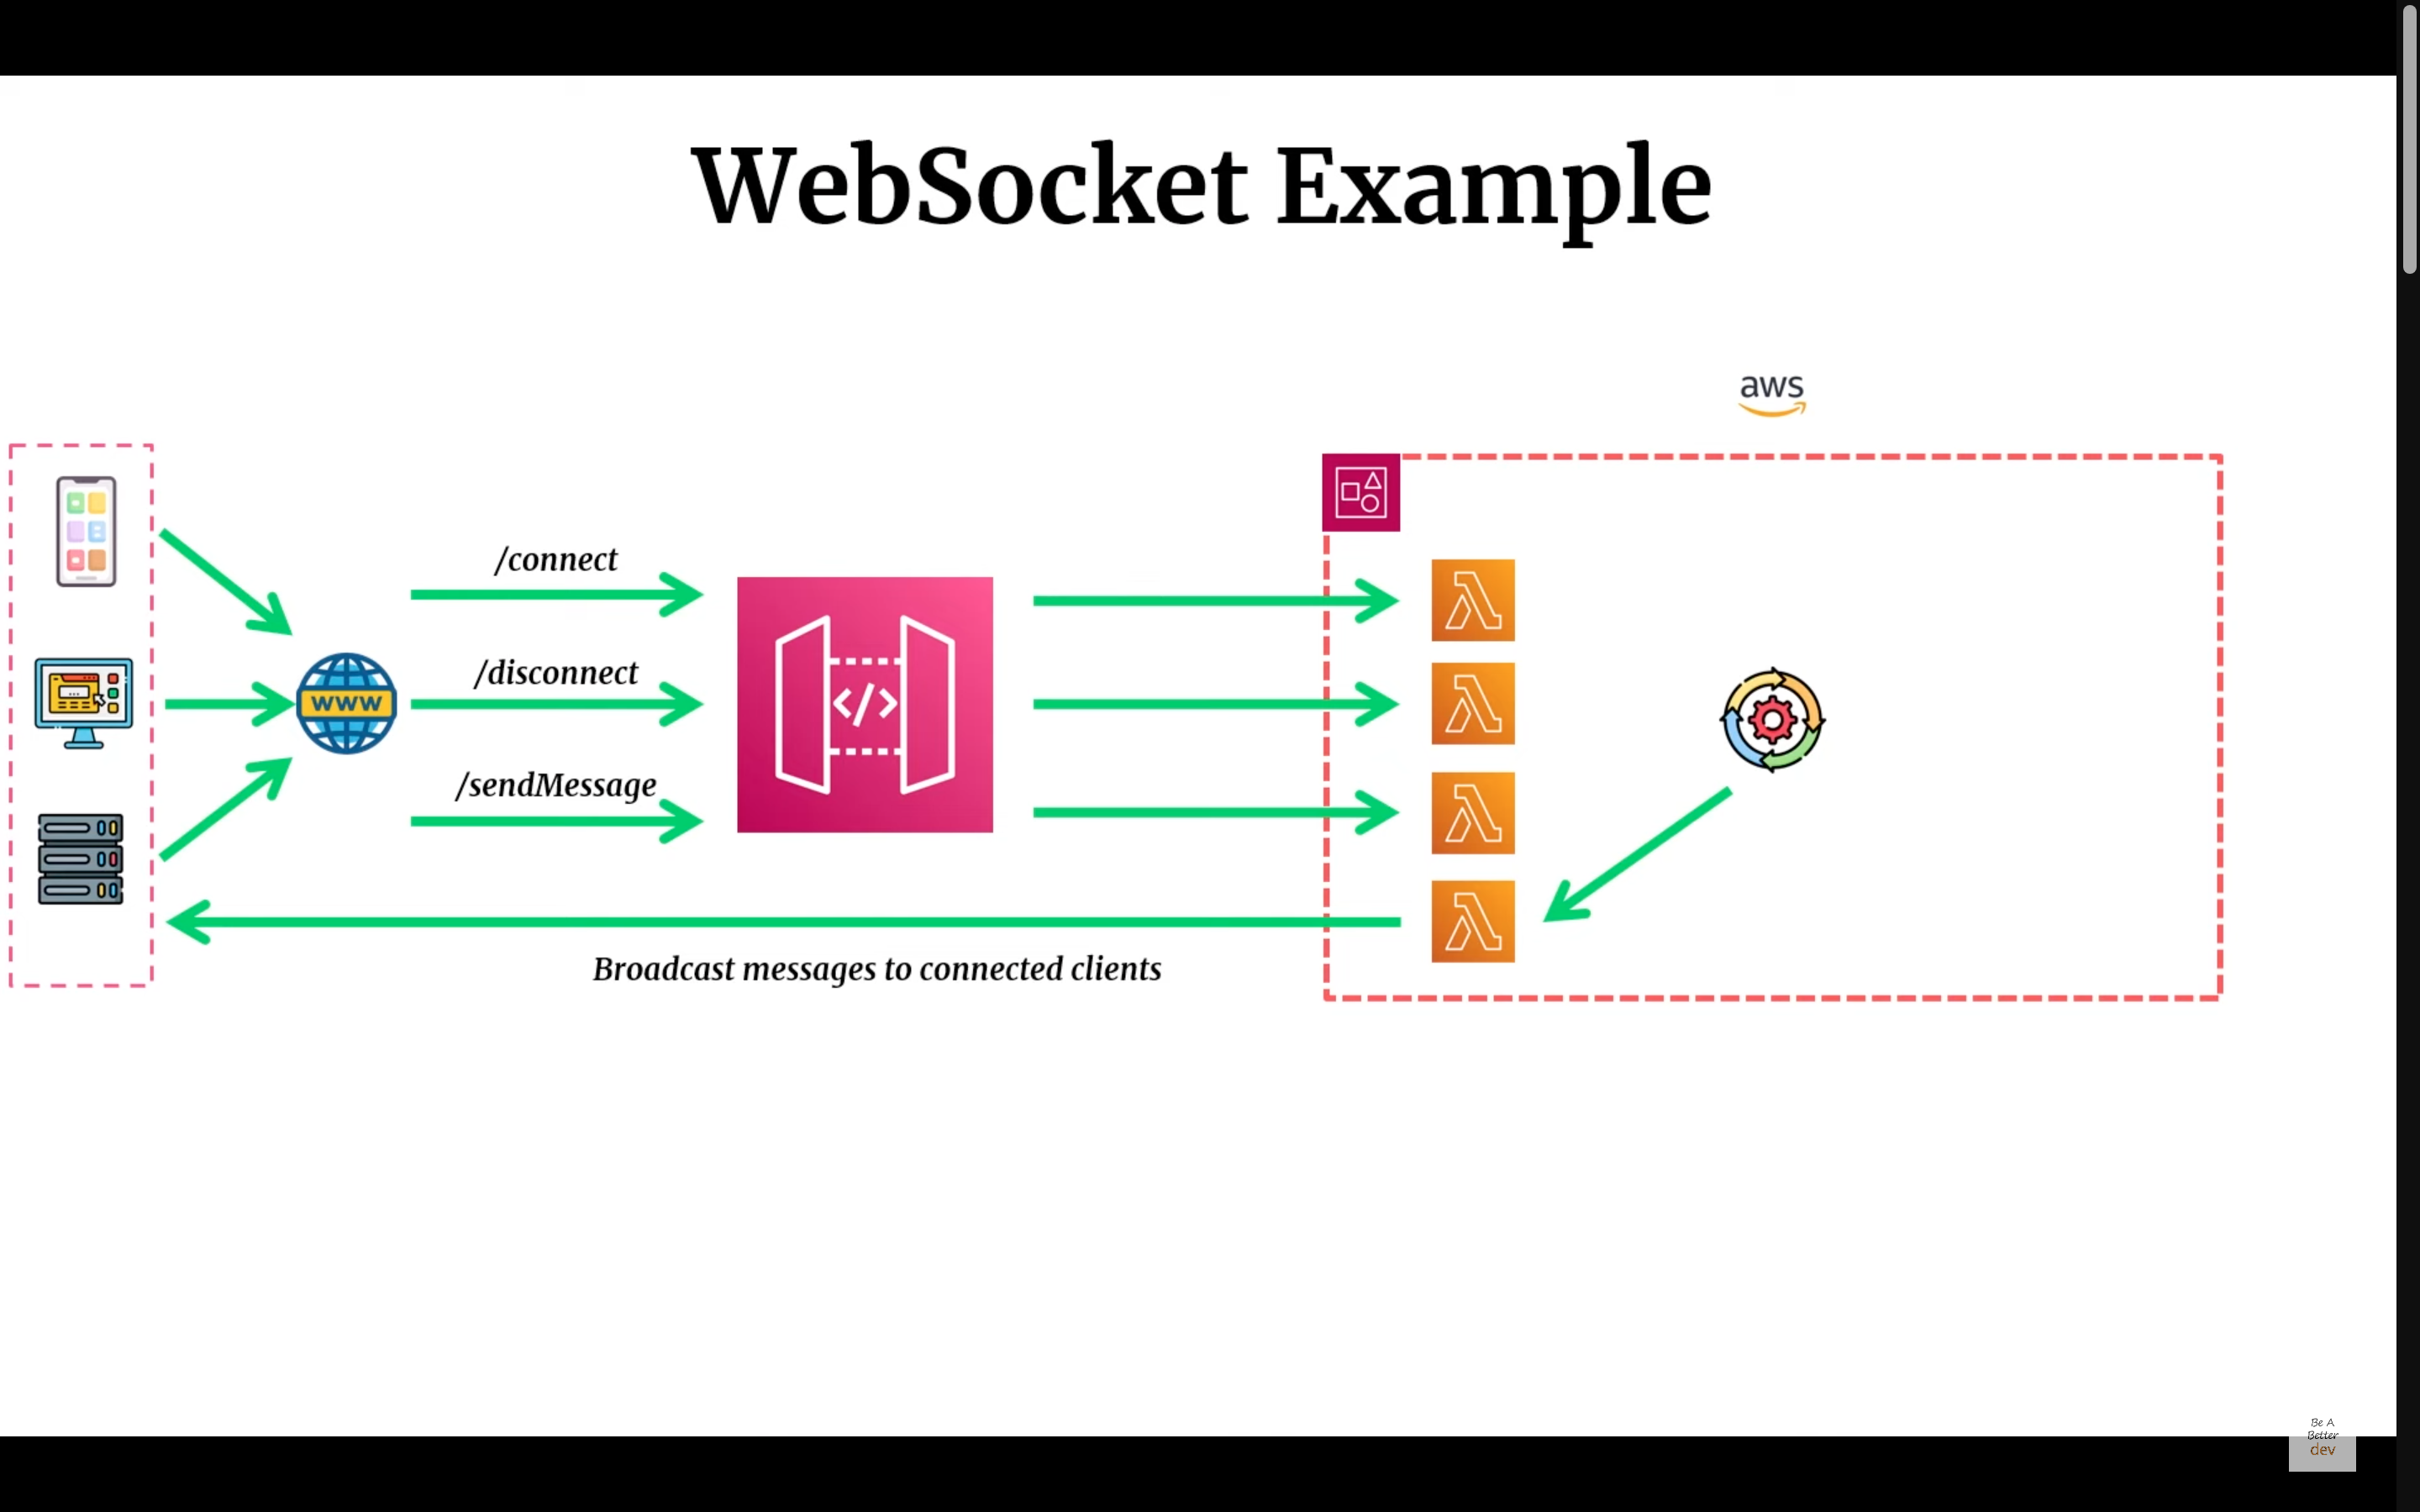 WebSocket Example
aws
/connect
/disconnect
WWW
/sendMessage
Broadcast messages to connected clients
Be A
Better
dev